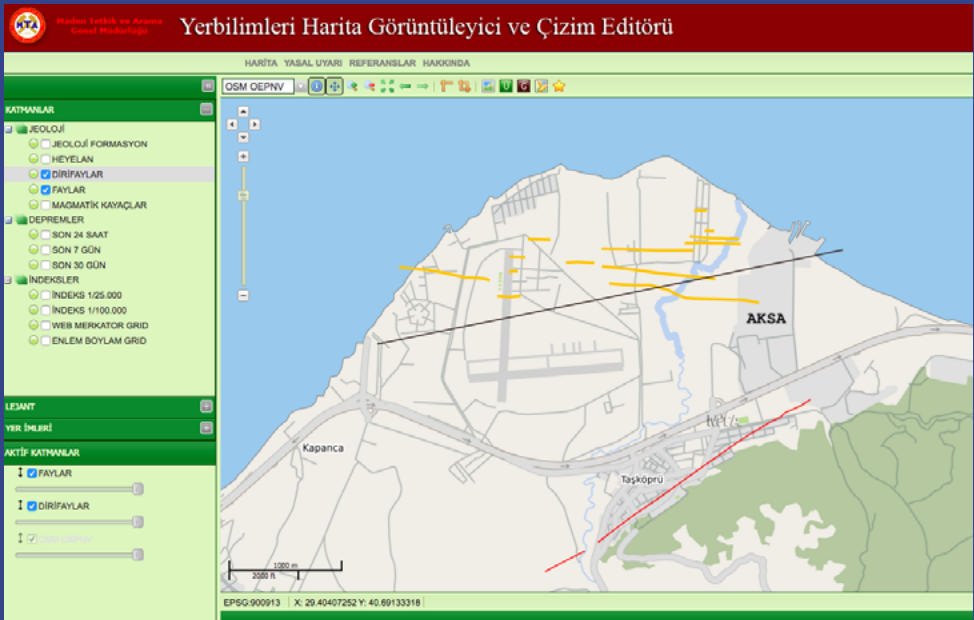 MTA
Maden Tetkik ve Arama
Genel Müdürlüğü
Yerbilimleri Harita Görüntüleyici ve Çizim Editörü
HARİTA YASAL UYARI REFERANSLAR HAKKINDA
OSM OEPNV
KATMANLAR
JEOLOJİ
JEOLOJİ FORMASYON
HEYELAN
DİRİFAYLAR
FAYLAR
MAGMATİK KAYAÇLAR
DEPREMLER
SON 24 SAAT
SON 7 GÜN
SON 30 GÜN
İNDEKSLER
İNDEKS 1/25.000
İNDEKS 1/100.000
WEB MERKATOR GRID
ENLEM BOYLAM GRID
LEJANT
YER İMLERİ
AKTİF KATMANLAR
FAYLAR
DİRİFAYLAR
OSM OEPNV
AKSA
Kapanca
Taşköprü
1000 m
2000 ft
EPSG:900913 X: 29.40407252 Y: 40.69133318